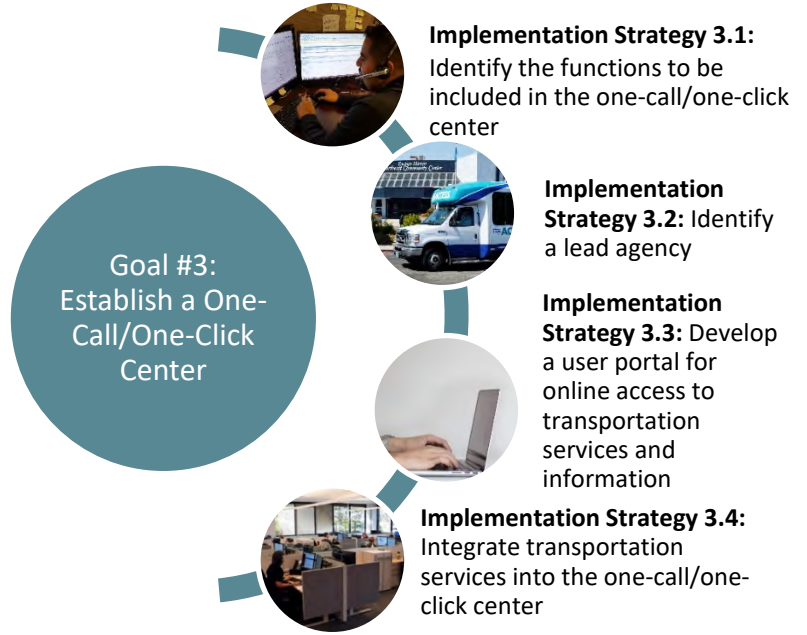 Goal #3:
Establish a One-
Call/One-Click
Center
Implementation Strategy 3.1:
Identify the functions to be
included in the one-call/one-click
center
Implementation
Strategy 3.2: Identify
a lead agency
Implementation
Strategy 3.3: Develop
a user portal for
online access to
transportation
services and
information
Implementation Strategy 3.4:
Integrate transportation
services into the one-call/one-
click center